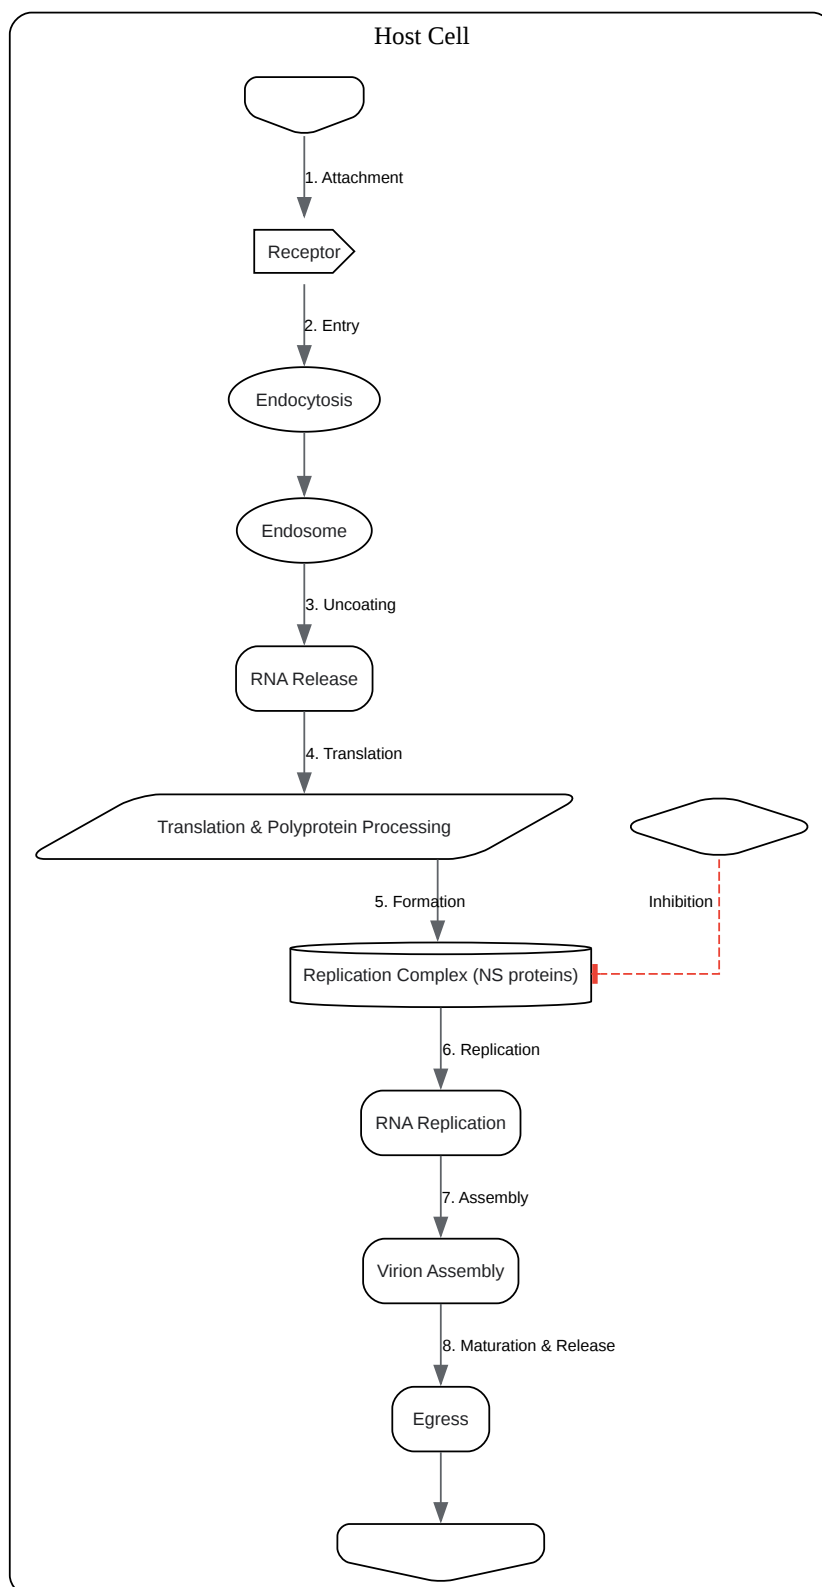 Host Cell
1. Attachment
Receptor
2. Entry
Endocytosis
Endosome
3. Uncoating
RNA Release
4. Translation
Translation & Polyprotein Processing
5. Formation
Inhibition
Replication Complex (NS proteins)
6. Replication
RNA Replication
7. Assembly
Virion Assembly
8. Maturation & Release
Egress